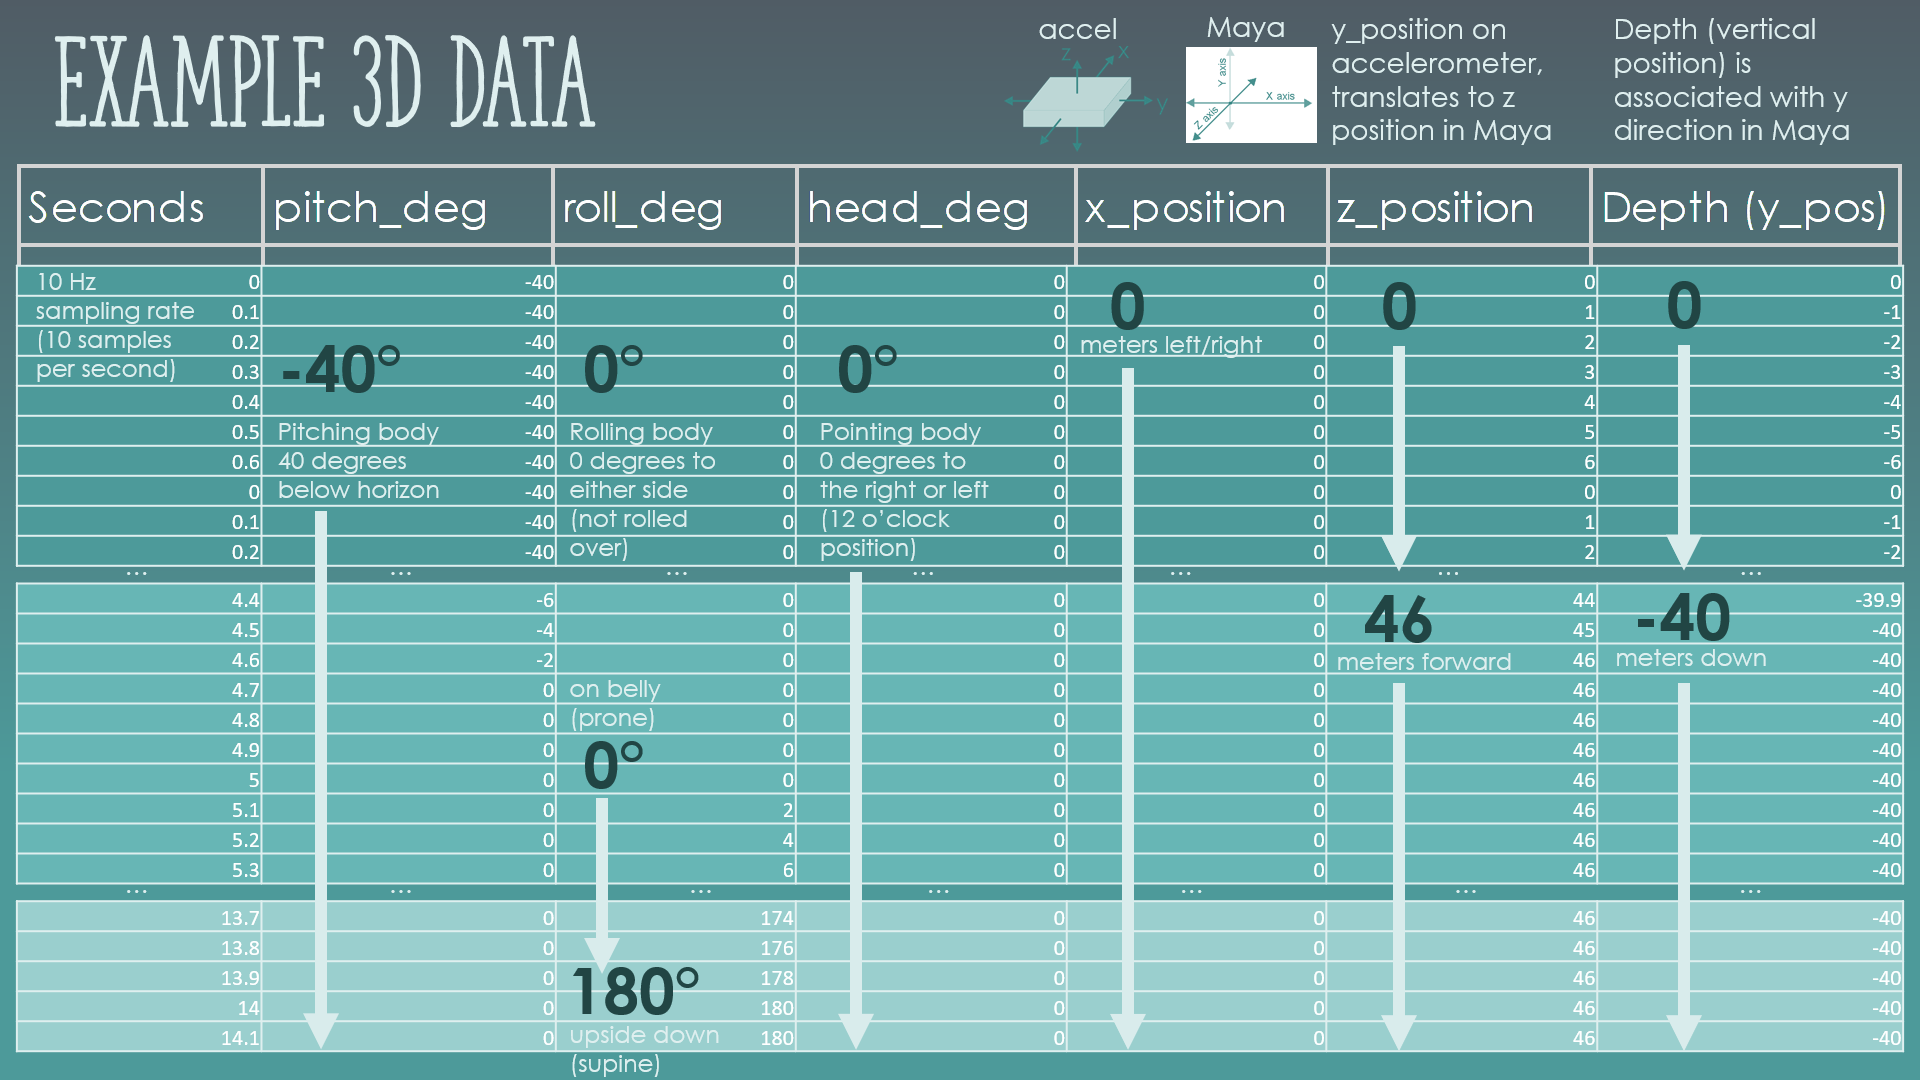 EXAMPLE 3D DATA
accel
z
x
y
Maya
Y axis
X axis
Z axis
y_position on
accelerometer,
translates to z
position in Maya
Depth (vertical
position) is
associated with y
direction in Maya
Seconds pitch_deg roll_deg head_deg x_position z_position Depth (y_pos)
10 Hz
sampling rate
(10 samples
per second)
-40°
Pitching body
40 degrees
below horizon
0°
Rolling body
0 degrees to
either side
(not rolled
over)
0°
Pointing body
0 degrees to
the right or left
(12 o’clock
position)
0
meters left/right
0
0
0 -40 0 0 0 0 0
0.1 -40 0 0 0 1 -1
0.2 -40 0 0 0 2 -2
0.3 -40 0 0 0 3 -3
0.4 -40 0 0 0 4 -4
0.5 -40 0 0 0 5 -5
0.6 -40 0 0 0 6 -6
0 -40 0 0 0 0 0
0.1 -40 0 0 0 1 -1
0.2 -40 0 0 0 2 -2
... ... ... ... ... ... ...
46
meters forward
-40
meters down
on belly
(prone)
0°
4.4 -6 0 0 0 44 -39.9
4.5 -4 0 0 0 45 -40
4.6 -2 0 0 0 46 -40
4.7 0 0 0 0 46 -40
4.8 0 0 0 0 46 -40
4.9 0 0 0 0 46 -40
5 0 0 0 0 46 -40
5.1 0 2 0 0 46 -40
5.2 0 4 0 0 46 -40
5.3 0 6 0 0 46 -40
... ... ... ... ... ... ...
13.7 0 174 0 0 46 -40
13.8 0 176 0 0 46 -40
13.9 0 178 0 0 46 -40
14 0 180 0 0 46 -40
14.1 0 180 0 0 46 -40
180°
upside down
(supine)